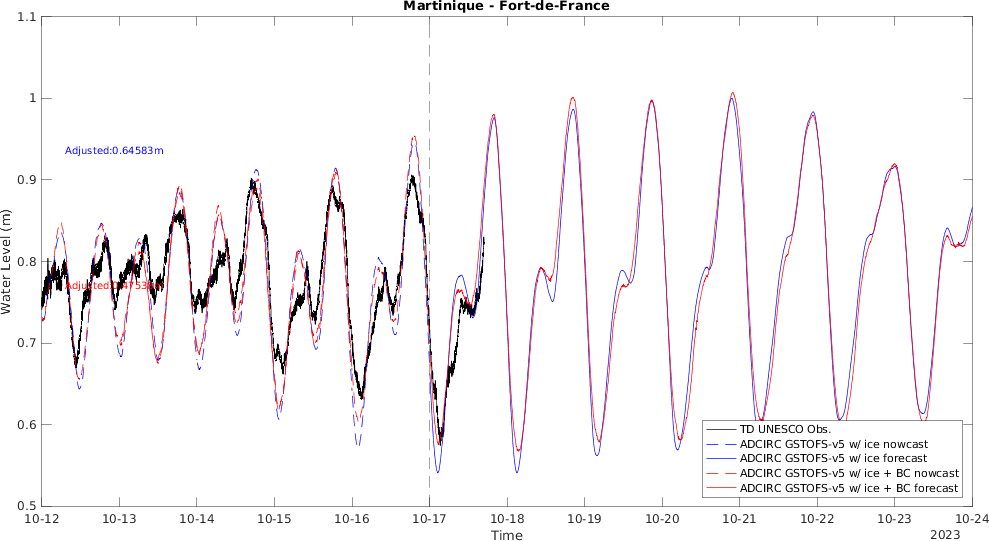 Martinique - Fort-de-France
Water Level (m)
1.1
1
0.9
0.8
0.7
0.6
0.5
Adjusted:0.64583m
TD UNESCO Obs.
ADCIRC GSTOFS-v5 w/ ice nowcast
ADCIRC GSTOFS-v5 w/ ice forecast
ADCIRC GSTOFS-v5 w/ ice + BC nowcast
ADCIRC GSTOFS-v5 w/ ice + BC forecast
10-12 10-13 10-14 10-15 10-16 10-17 10-18 10-19 10-20 10-21 10-22 10-23 10-24
Time
2023